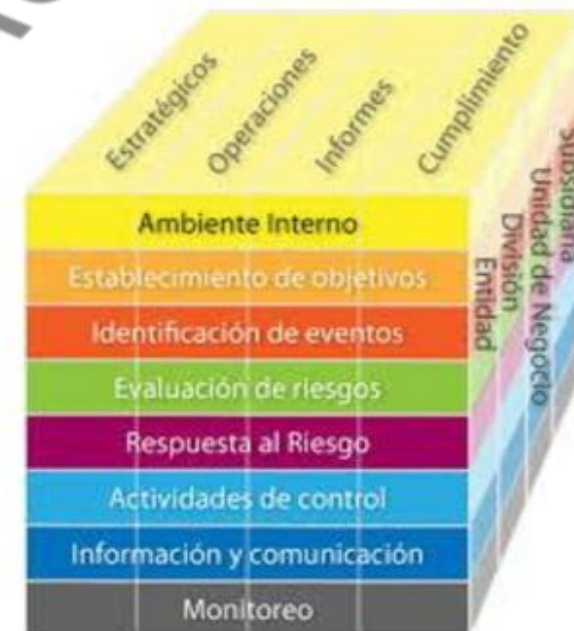 Estratégicos
Operaciones
Informes
Cumplimiento
Ambiente Interno
Establecimiento de objetivos
Identificación de eventos
Evaluación de riesgos
Respuesta al Riesgo
Actividades de control
Información y comunicación
Monitoreo
Entidad
División
Unidad de Negocio
Subsidiaria